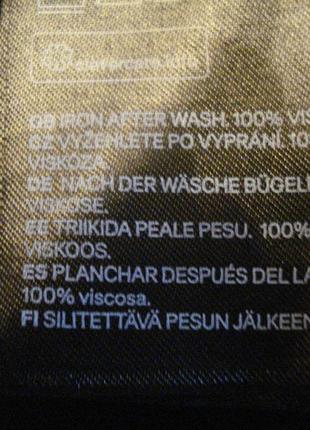 clevercare.info
GB IRON AFTER WASH. 100% VIS
CZ VYŽEHLETE PO VYPRÁNÍ. 10
VISKÓZA.
DE NACH DER WÄSCHE BÜGEL
VISKOSE.
EE TRIIKIDA PEALE PESU. 100%
VISKOOS.
ES PLANCHAR DESPUÉS DEL LA
100% viscosa.
FI SILITETTÄVÄ PESUN JÄLKEEN